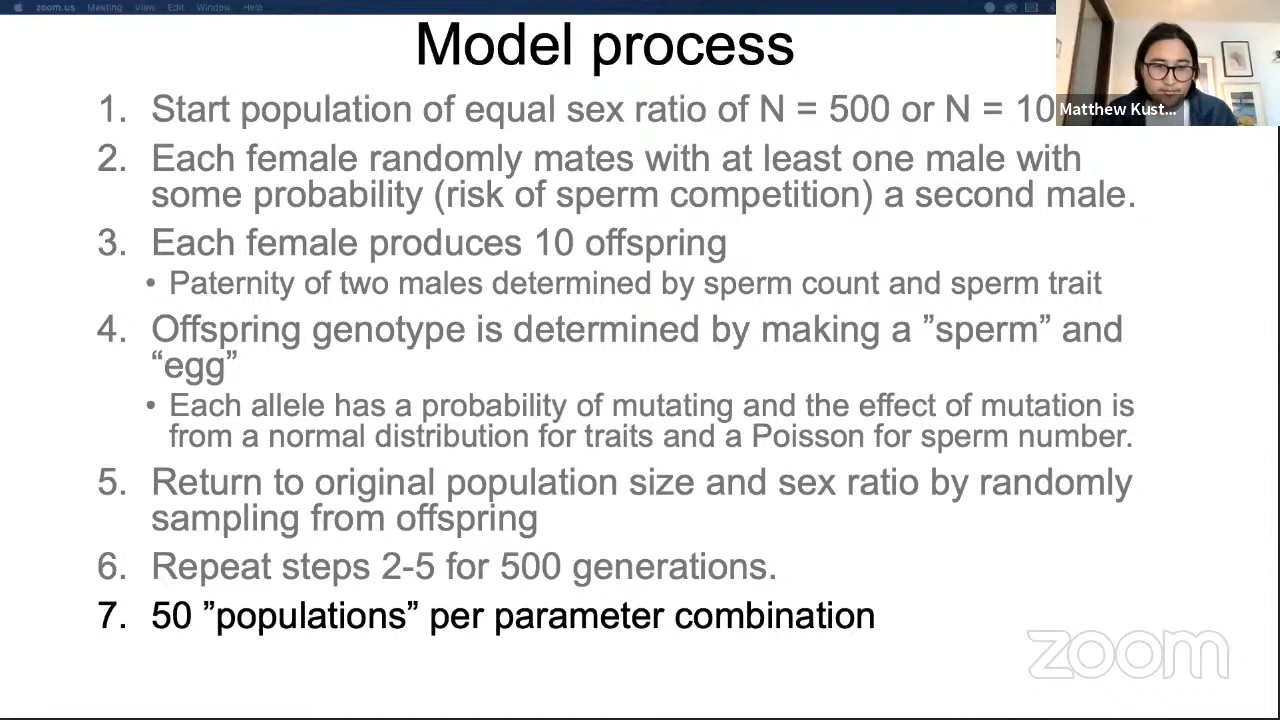 zoom.us Meeting View Edit Window Help
Model process
1. Start population of equal sex ratio of N = 500 or N = 10
Matthew Kust...
2. Each female randomly mates with at least one male with
some probability (risk of sperm competition) a second male.
3. Each female produces 10 offspring
• Paternity of two males determined by sperm count and sperm trait
4. Offspring genotype is determined by making a ”sperm” and
“egg”
• Each allele has a probability of mutating and the effect of mutation is
from a normal distribution for traits and a Poisson for sperm number.
5. Return to original population size and sex ratio by randomly
sampling from offspring
6. Repeat steps 2-5 for 500 generations.
7. 50 ”populations” per parameter combination
zoom